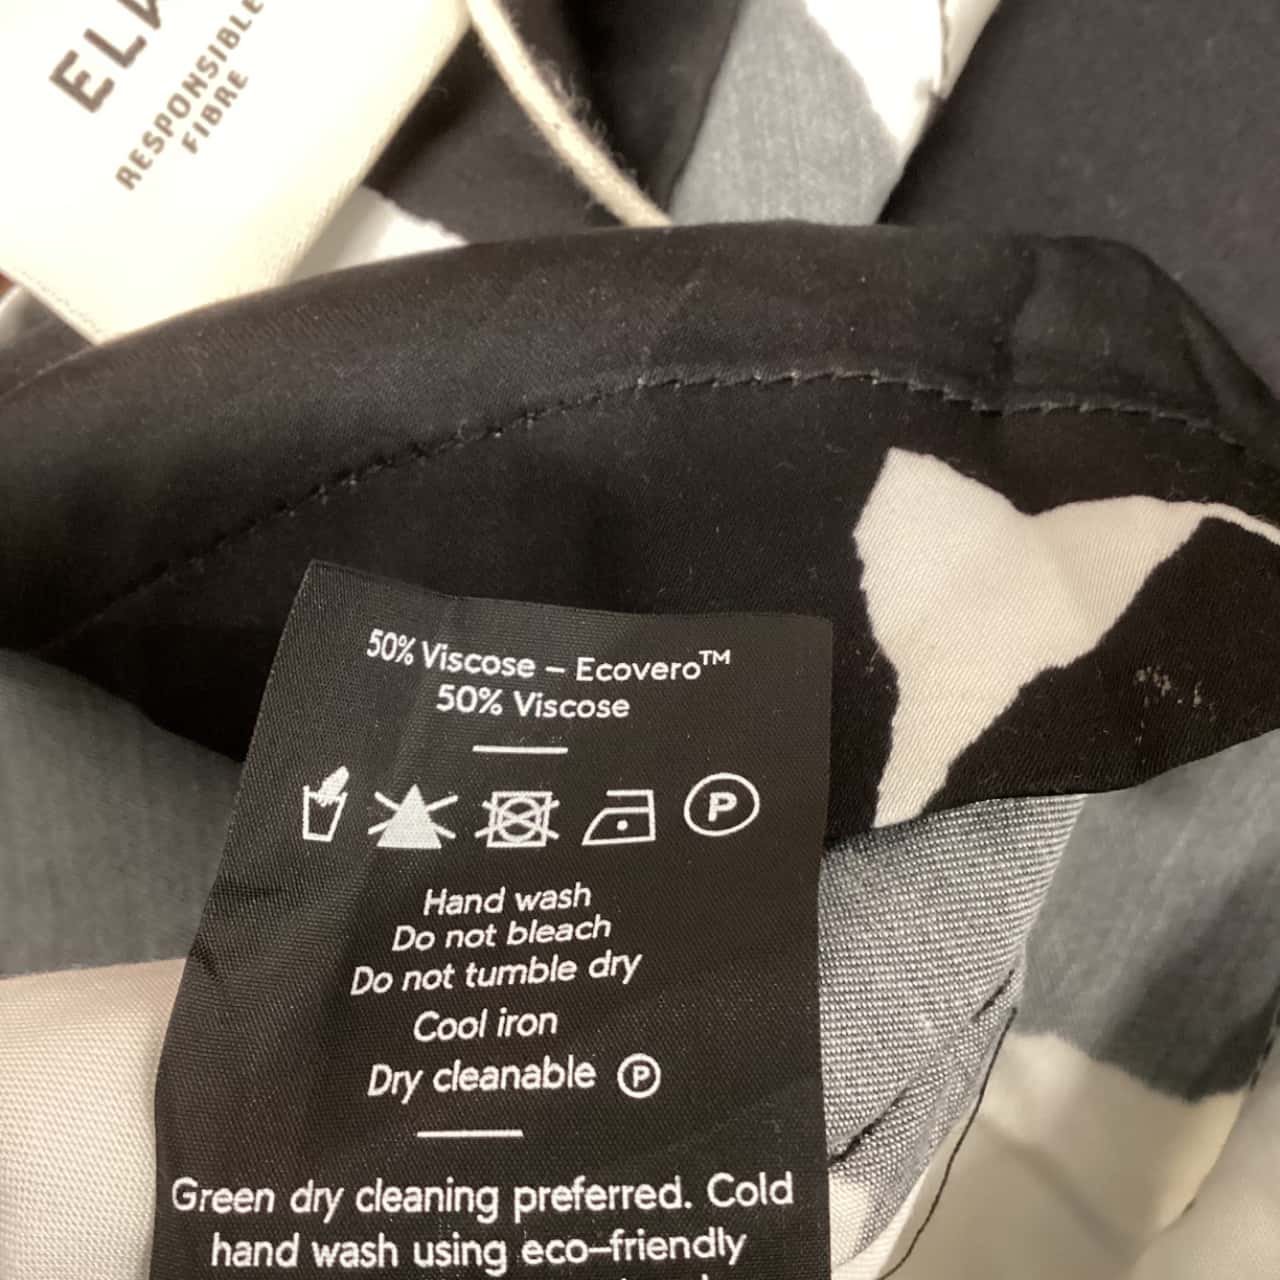 RESPONSIBLE
FIBRE
50% Viscose – Ecovero™
50% Viscose
P
Hand wash
Do not bleach
Do not tumble dry
Cool iron
Dry cleanable P
Green dry cleaning preferred. Cold
hand wash using eco–friendly